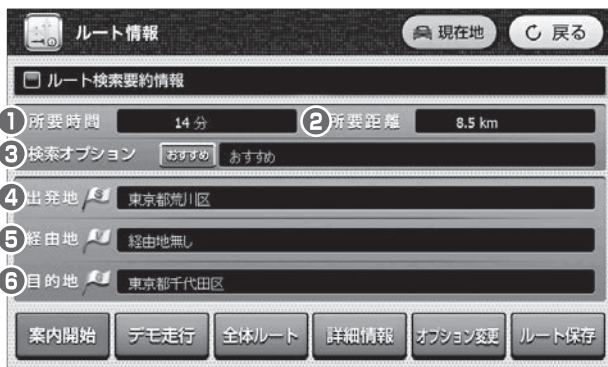 ルート情報 現在地 戻る
ルート検索要約情報
1 所要時間 14 分 2 所要距離 8.5 km
3 検索オプション おすすめ おすすめ
4 出発地 S 東京都荒川区
5 経由地 経由地無し
6 目的地 G 東京都千代田区
案内開始 デモ走行 全体ルート 詳細情報 オプション変更 ルート保存